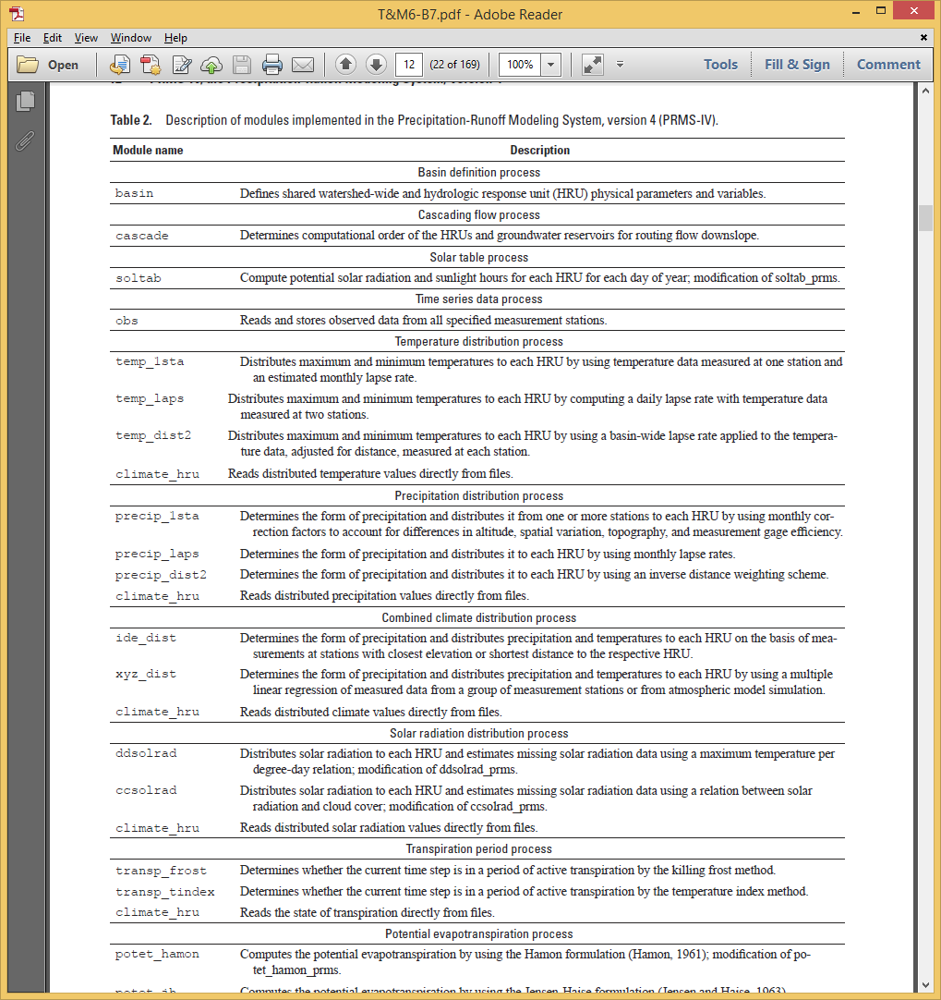 T&M6-B7.pdf - Adobe Reader
File Edit View Window Help
Open 12 (22 of 169) 100% Tools Fill & Sign Comment
Table 2. Description of modules implemented in the Precipitation-Runoff Modeling System, version 4 (PRMS-IV).
Module name Description
Basin definition process
basin Defines shared watershed-wide and hydrologic response unit (HRU) physical parameters and variables.
Cascading flow process
cascade Determines computational order of the HRUs and groundwater reservoirs for routing flow downslope.
Solar table process
soltab Compute potential solar radiation and sunlight hours for each HRU for each day of year; modification of soltab_prms.
Time series data process
obs Reads and stores observed data from all specified measurement stations.
Temperature distribution process
temp_1sta Distributes maximum and minimum temperatures to each HRU by using temperature data measured at one station and
an estimated monthly lapse rate.
temp_laps Distributes maximum and minimum temperatures to each HRU by computing a daily lapse rate with temperature data
measured at two stations.
temp_dist2 Distributes maximum and minimum temperatures to each HRU by using a basin-wide lapse rate applied to the tempera-
ture data, adjusted for distance, measured at each station.
climate_hru Reads distributed temperature values directly from files.
Precipitation distribution process
precip_1sta Determines the form of precipitation and distributes it from one or more stations to each HRU by using monthly cor-
rection factors to account for differences in altitude, spatial variation, topography, and measurement gage efficiency.
precip_laps Determines the form of precipitation and distributes it to each HRU by using monthly lapse rates.
precip_dist2 Determines the form of precipitation and distributes it to each HRU by using an inverse distance weighting scheme.
climate_hru Reads distributed precipitation values directly from files.
Combined climate distribution process
ide_dist Determines the form of precipitation and distributes precipitation and temperatures to each HRU on the basis of mea-
surements at stations with closest elevation or shortest distance to the respective HRU.
xyz_dist Determines the form of precipitation and distributes precipitation and temperatures to each HRU by using a multiple
linear regression of measured data from a group of measurement stations or from atmospheric model simulation.
climate_hru Reads distributed climate values directly from files.
Solar radiation distribution process
ddsolrad Distributes solar radiation to each HRU and estimates missing solar radiation data using a maximum temperature per
degree-day relation; modification of ddsolrad_prms.
ccsolrad Distributes solar radiation to each HRU and estimates missing solar radiation data using a relation between solar
radiation and cloud cover; modification of ccsolrad_prms.
climate_hru Reads distributed solar radiation values directly from files.
Transpiration period process
transp_frost Determines whether the current time step is in a period of active transpiration by the killing frost method.
transp_tindex Determines whether the current time step is in a period of active transpiration by the temperature index method.
climate_hru Reads the state of transpiration directly from files.
Potential evapotranspiration process
potet_hamon Computes the potential evapotranspiration by using the Hamon formulation (Hamon, 1961); modification of po-
tet_hamon_prms.
potet_jh Computes the potential evapotranspiration by using the Jensen-Haise formulation (Jensen and Haise, 1963)